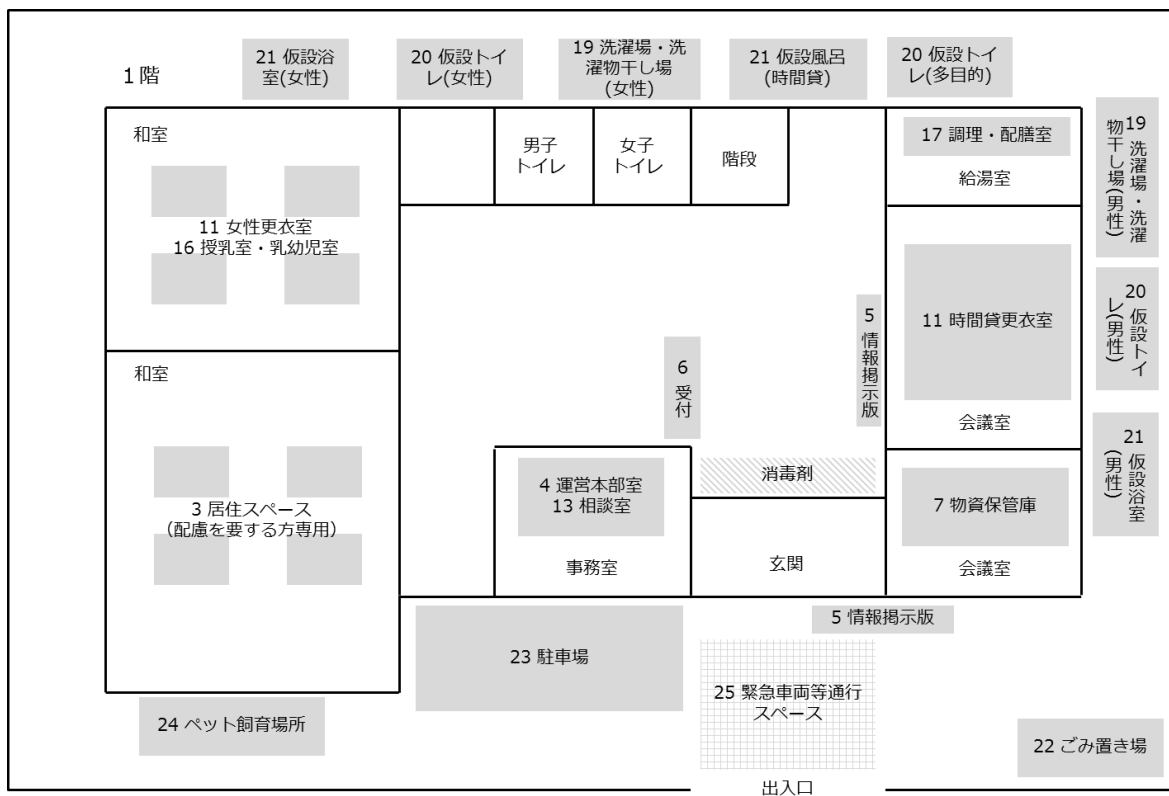 1階
21 仮設浴
室(女性)
20 仮設トイ
レ(女性)
19 洗濯場・洗
濯物干し場
(女性)
21 仮設風呂
(時間貸)
20 仮設トイ
レ(多目的)
和室
11 女性更衣室
16 授乳室・乳幼児室
男子
トイレ
女子
トイレ
階段
17 調理・配膳室
給湯室
19 洗濯場・洗濯
物干し場(男性)
11 時間貸更衣室
会議室
20 仮設トイ
レ(男性)
5 情報掲示版
6 受付
和室
3 居住スペース
(配慮を要する方専用)
4 運営本部室
13 相談室
事務室
消毒剤
玄関
7 物資保管庫
会議室
21 仮設浴室
(男性)
5 情報掲示版
23 駐車場
25 緊急車両等通行
スペース
24 ペット飼育場所
22 ごみ置き場
出入口